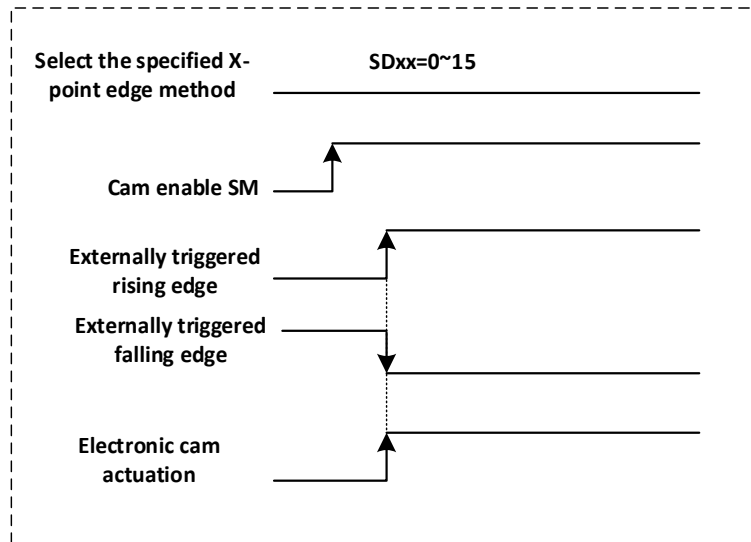 Select the specified X-
point edge method
SDxx=0~15
Cam enable SM
Externally triggered
rising edge
Externally triggered
falling edge
Electronic cam
actuation